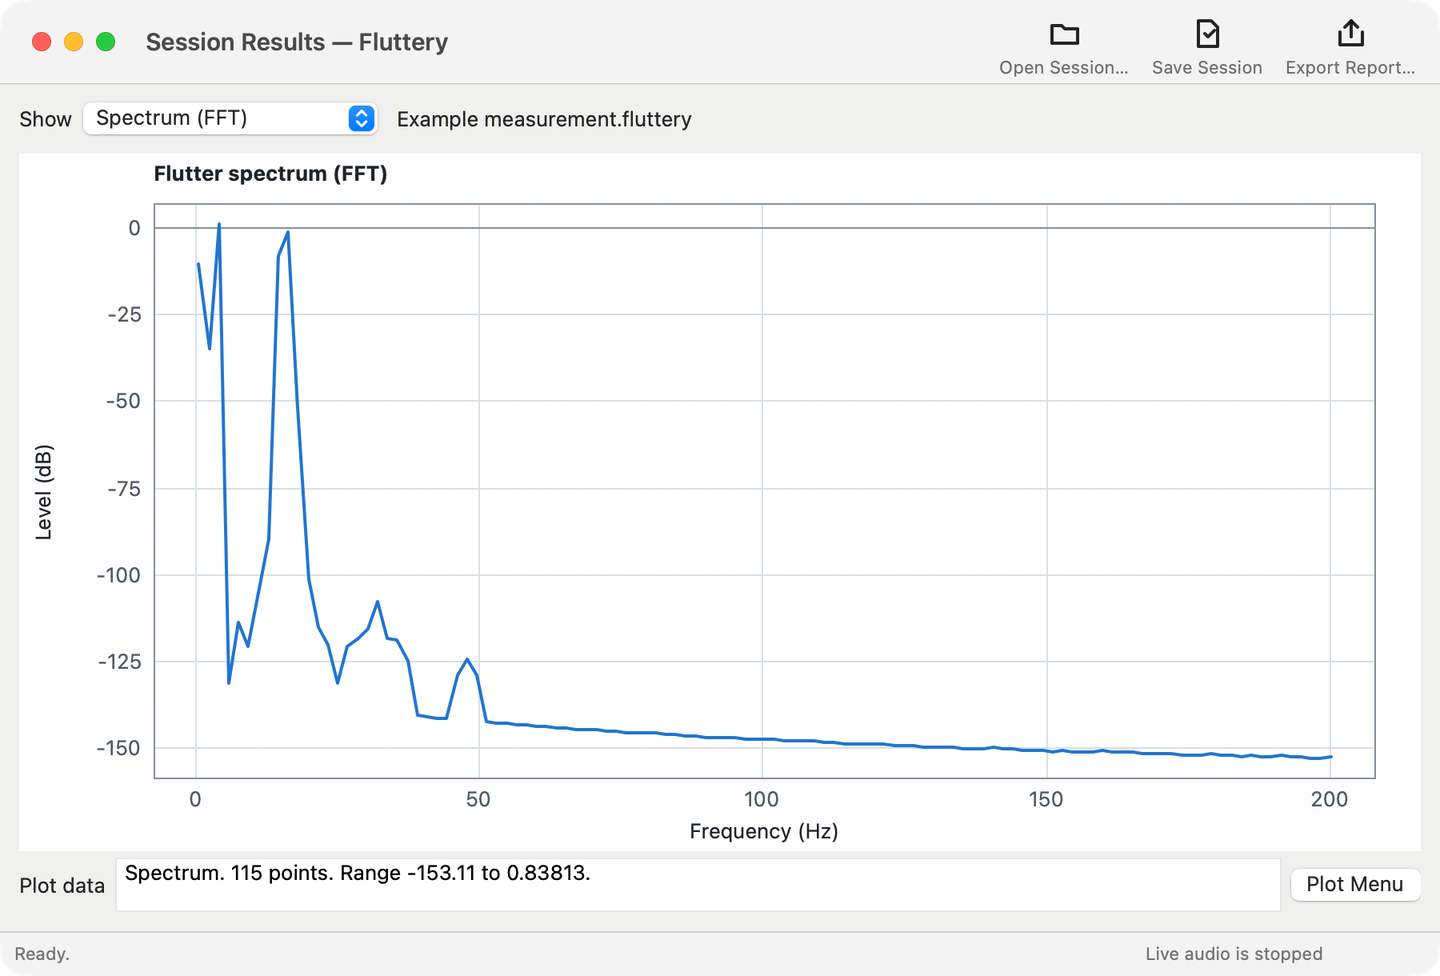 Session Results — Fluttery
Open Session...
Save Session
Export Report...
Show
Spectrum (FFT)
Example measurement.fluttery
Flutter spectrum (FFT)
0
-25
-50
-75
-100
-125
-150
Level (dB)
0
50
100
150
200
Frequency (Hz)
Plot data
Spectrum. 115 points. Range -153.11 to 0.83813.
Plot Menu
Ready.
Live audio is stopped